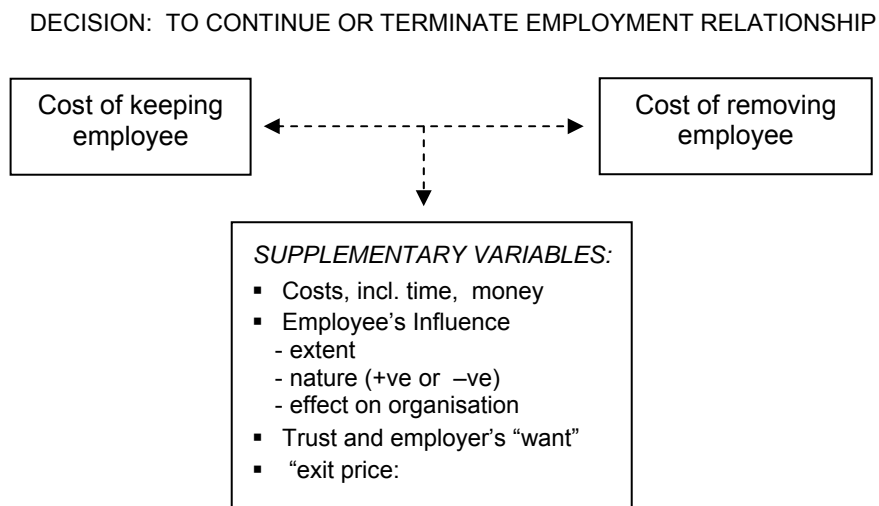 DECISION: TO CONTINUE OR TERMINATE EMPLOYMENT RELATIONSHIP
Cost of keeping
employee
Cost of removing
employee
SUPPLEMENTARY VARIABLES:
▪ Costs, incl. time, money
▪ Employee’s Influence
- extent
- nature (+ve or –ve)
- effect on organisation
▪ Trust and employer’s “want”
▪ “exit price: